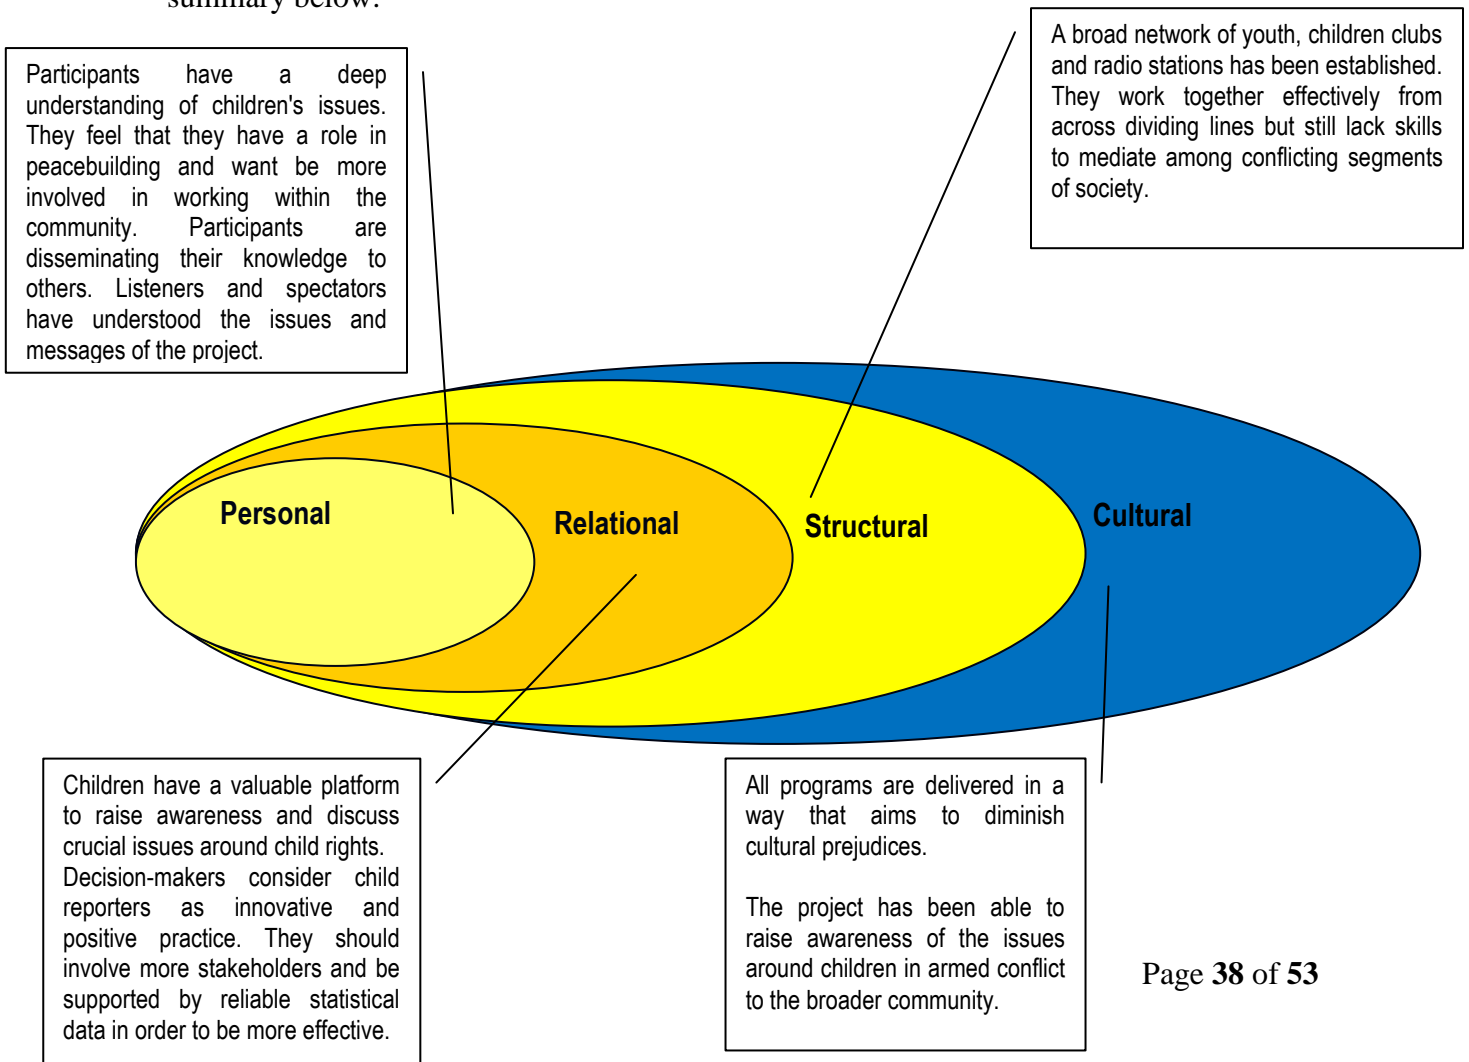 summary below.
Participants have a deep
understanding of children's issues.
They feel that they have a role in
peacebuilding and want be more
involved in working within the
community. Participants are
disseminating their knowledge to
others. Listeners and spectators
have understood the issues and
messages of the project.
A broad network of youth, children clubs
and radio stations has been established.
They work together effectively from
across dividing lines but still lack skills
to mediate among conflicting segments
of society.
Personal
Relational
Structural
Cultural
Children have a valuable platform
to raise awareness and discuss
crucial issues around child rights.
Decision-makers consider child
reporters as innovative and
positive practice. They should
involve more stakeholders and be
supported by reliable statistical
data in order to be more effective.
All programs are delivered in a
way that aims to diminish
cultural prejudices.
The project has been able to
raise awareness of the issues
around children in armed conflict
to the broader community.
Page 38 of 53